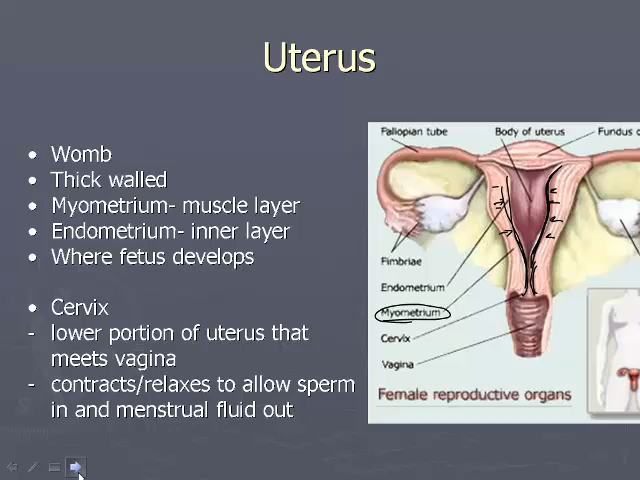 Uterus
• Womb
• Thick walled
• Myometrium- muscle layer
• Endometrium- inner layer
• Where fetus develops
• Cervix
- lower portion of uterus that
meets vagina
- contracts/relaxes to allow sperm
in and menstrual fluid out
Fallopian tube
Body of uterus
Fundus
Fimbriae
Endometrium
Myometrium
Cervix
Vagina
Female reproductive organs